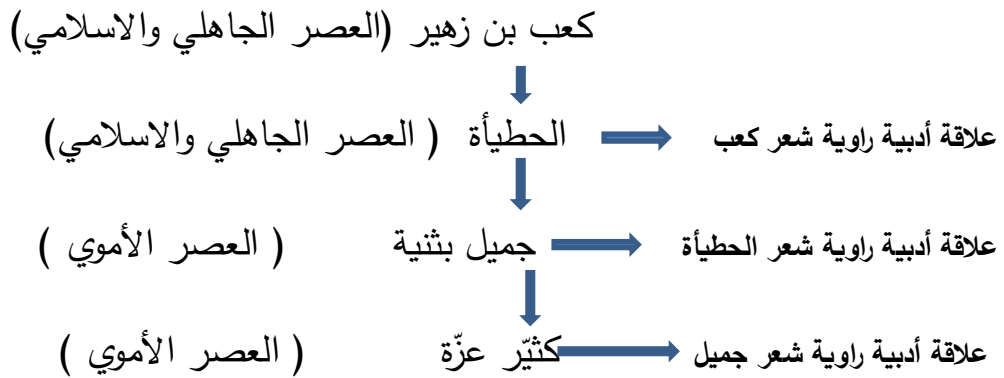 كعب بن زهير (العصر الجاهلي والاسلامي)
علاقة أدبية راوية شعر كعب الحطيأة ( العصر الجاهلي والاسلامي)
علاقة أدبية راوية شعر الحطيأة جميل بثنية ( العصر الأموي )
علاقة أدبية راوية شعر جميل كثيّر عزّة ( العصر الأموي )